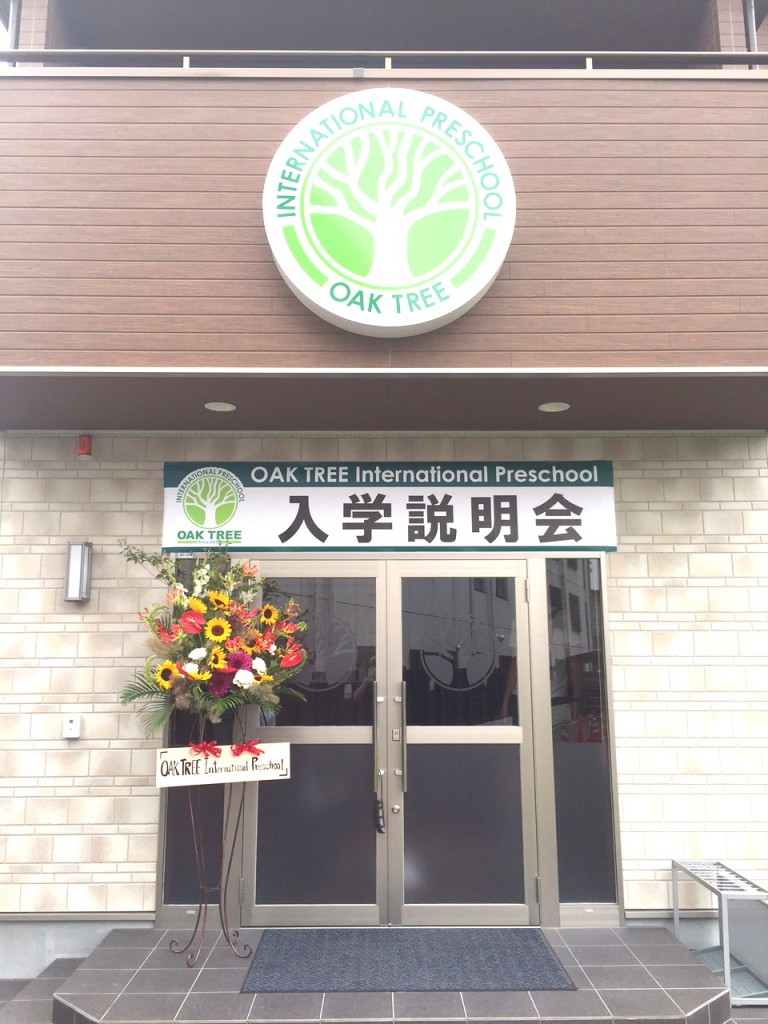 INTERNATIONAL PRESCHOOL
OAK TREE
OAK TREE International Preschool
INTERNATIONAL PRESCHOOL
OAK TREE
入学説明会
「OAK TREE International Preschool」